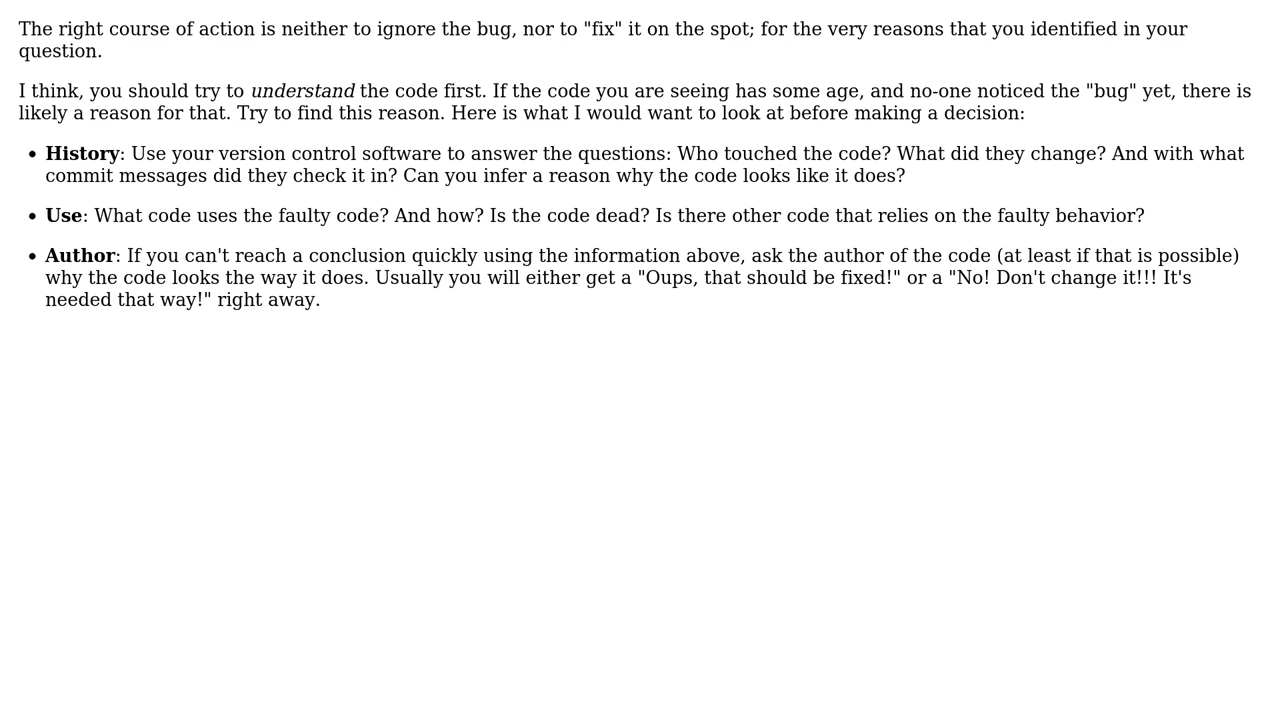 The right course of action is neither to ignore the bug, nor to "fix" it on the spot; for the very reasons that you identified in your
question.
I think, you should try to understand the code first. If the code you are seeing has some age, and no-one noticed the "bug" yet, there is
likely a reason for that. Try to find this reason. Here is what I would want to look at before making a decision:
• History: Use your version control software to answer the questions: Who touched the code? What did they change? And with what
commit messages did they check it in? Can you infer a reason why the code looks like it does?
• Use: What code uses the faulty code? And how? Is the code dead? Is there other code that relies on the faulty behavior?
• Author: If you can't reach a conclusion quickly using the information above, ask the author of the code (at least if that is possible)
why the code looks the way it does. Usually you will either get a "Oups, that should be fixed!" or a "No! Don't change it!!! It's
needed that way!" right away.